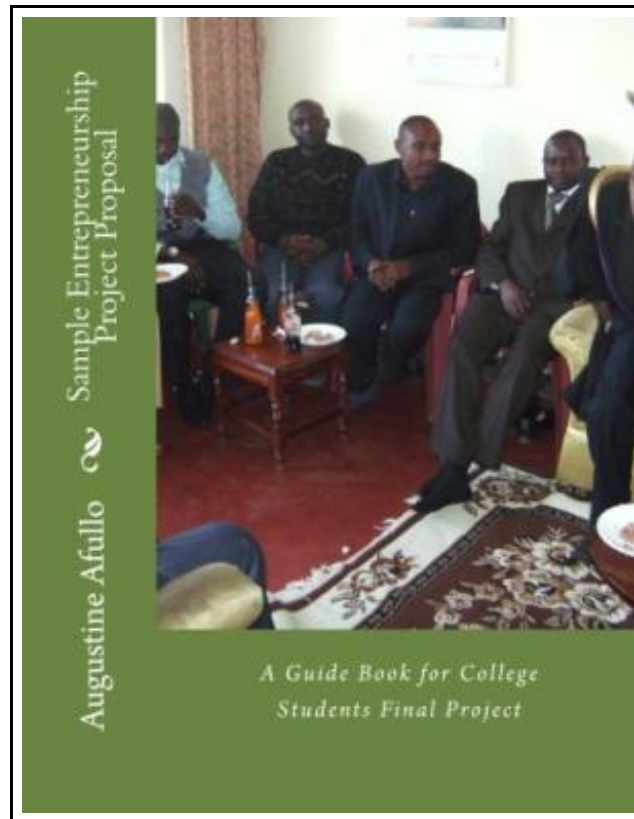 Sample Entrepreneurship
Project Proposal
Augustine Afullo
A Guide Book for College
Students Final Project